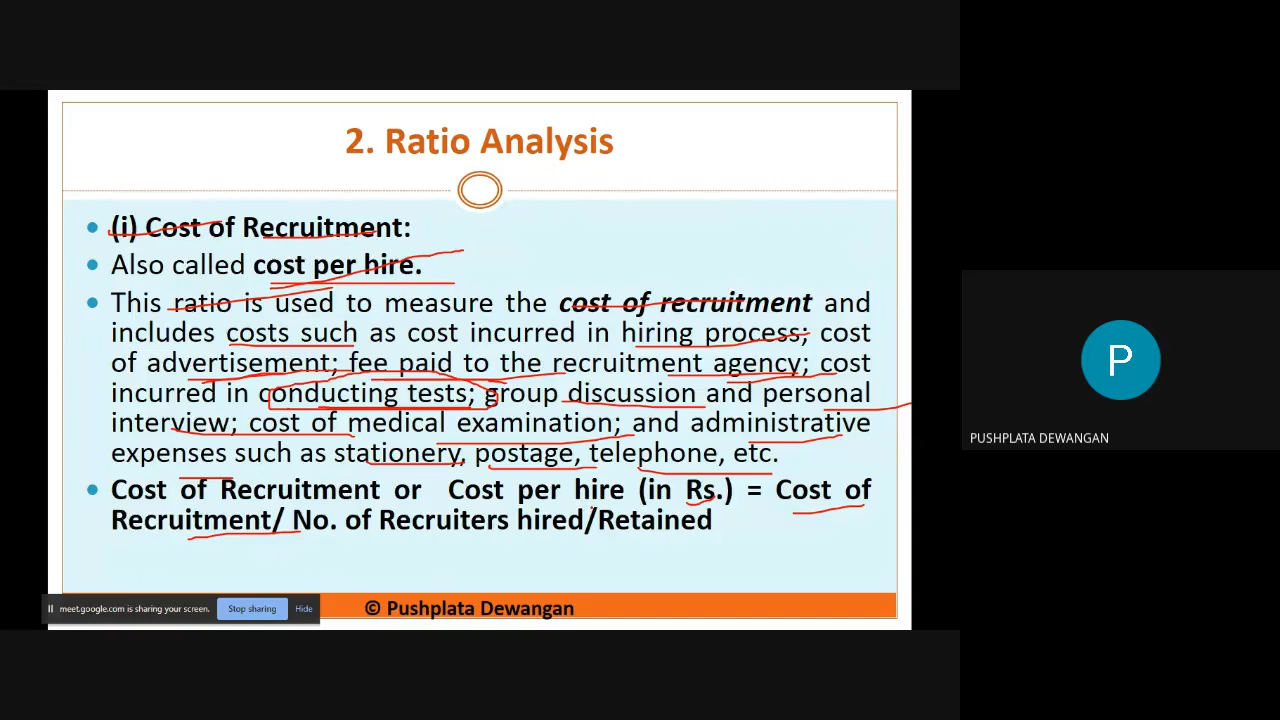 2. Ratio Analysis
(i) Cost of Recruitment:
Also called cost per hire.
This ratio is used to measure the cost of recruitment and
includes costs such as cost incurred in hiring process; cost
of advertisement; fee paid to the recruitment agency; cost
incurred in conducting tests; group discussion and personal
interview; cost of medical examination; and administrative
expenses such as stationery, postage, telephone, etc.
Cost of Recruitment or Cost per hire (in Rs.) = Cost of
Recruitment/ No. of Recruiters hired/Retained
meet.google.com is sharing your screen. Stop sharing Hide
© Pushplata Dewangan
P
PUSHPLATA DEWANGAN